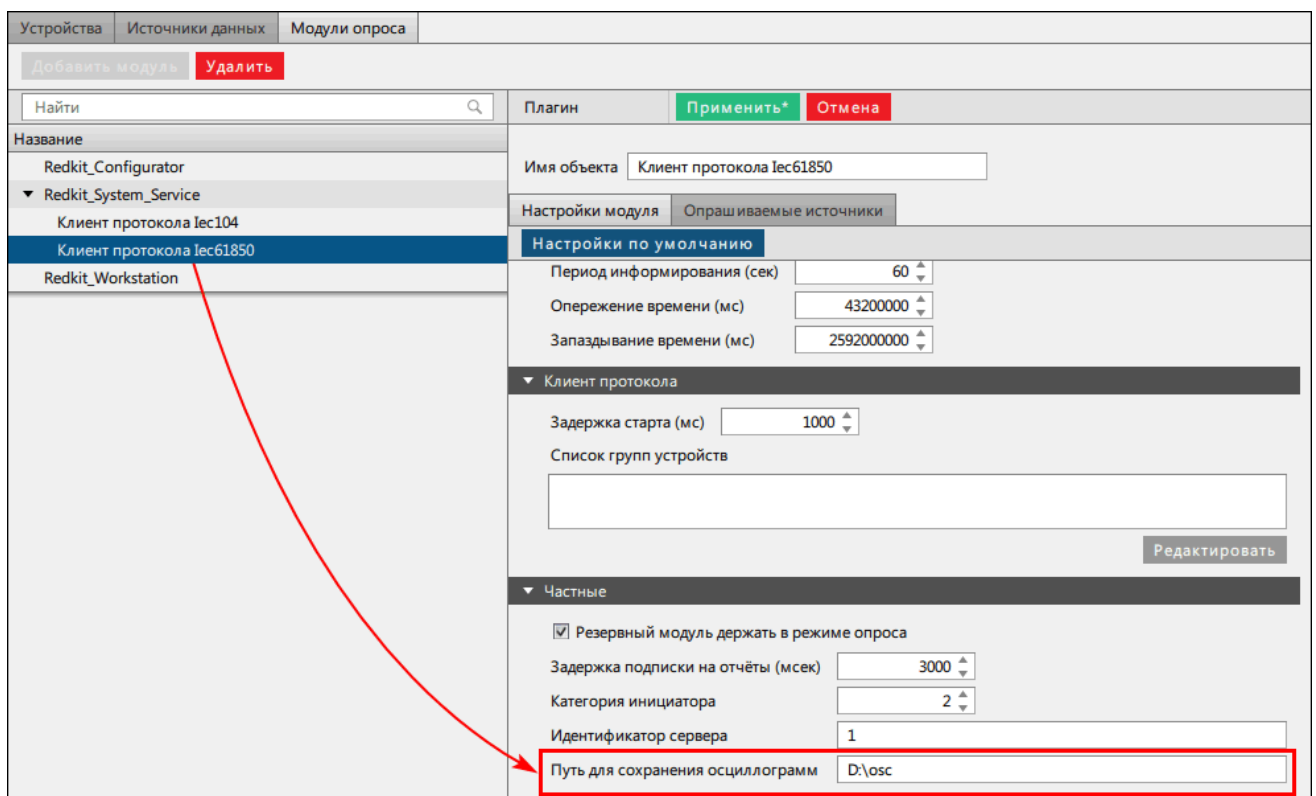 Устройства Источники данных Модули опроса
Добавить модуль Удалить
Найти
Название
Redkit_Configurator
Redkit_System_Service
Клиент протокола Iec104
Клиент протокола Iec61850
Redkit_Workstation
Плагин Применить* Отмена
Имя объекта Клиент протокола Iec61850
Настройки модуля Опрашиваемые источники
Настройки по умолчанию
Период информирования (сек) 60
Опережение времени (мс) 43200000
Запаздывание времени (мс) 2592000000
Клиент протокола
Задержка старта (мс) 1000
Список групп устройств
Редактировать
Частные
Резервный модуль держать в режиме опроса
Задержка подписки на отчёты (мсек) 3000
Категория инициатора 2
Идентификатор сервера 1
Путь для сохранения осциллограмм D:\osc